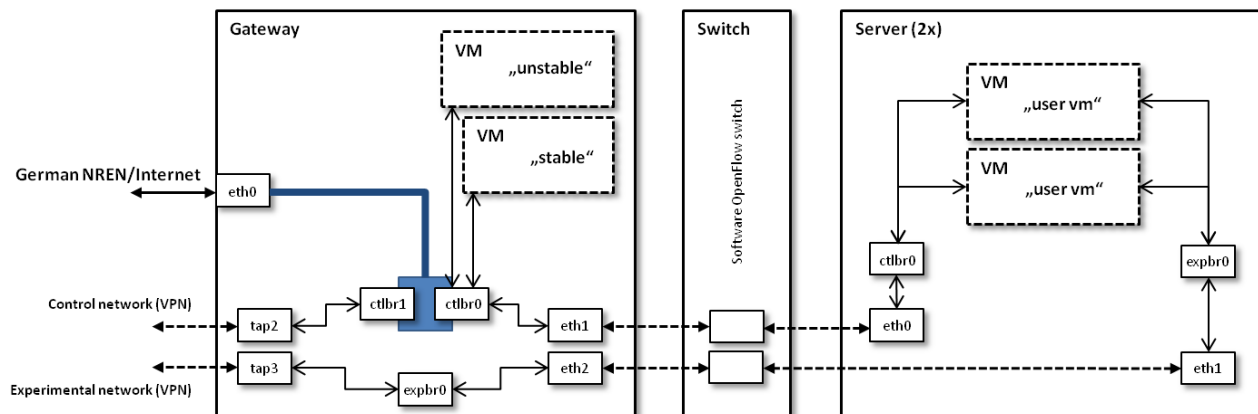 Gateway
VM
„unstable“
VM
„stable“
German NREN/Internet
eth0
Control network (VPN)
tap2
ctlbr1
ctlbr0
eth1
Experimental network (VPN)
tap3
expbr0
eth2
Switch
Software OpenFlow switch
Server (2x)
VM
„user vm“
VM
„user vm“
ctlbr0
expbr0
eth0
eth1